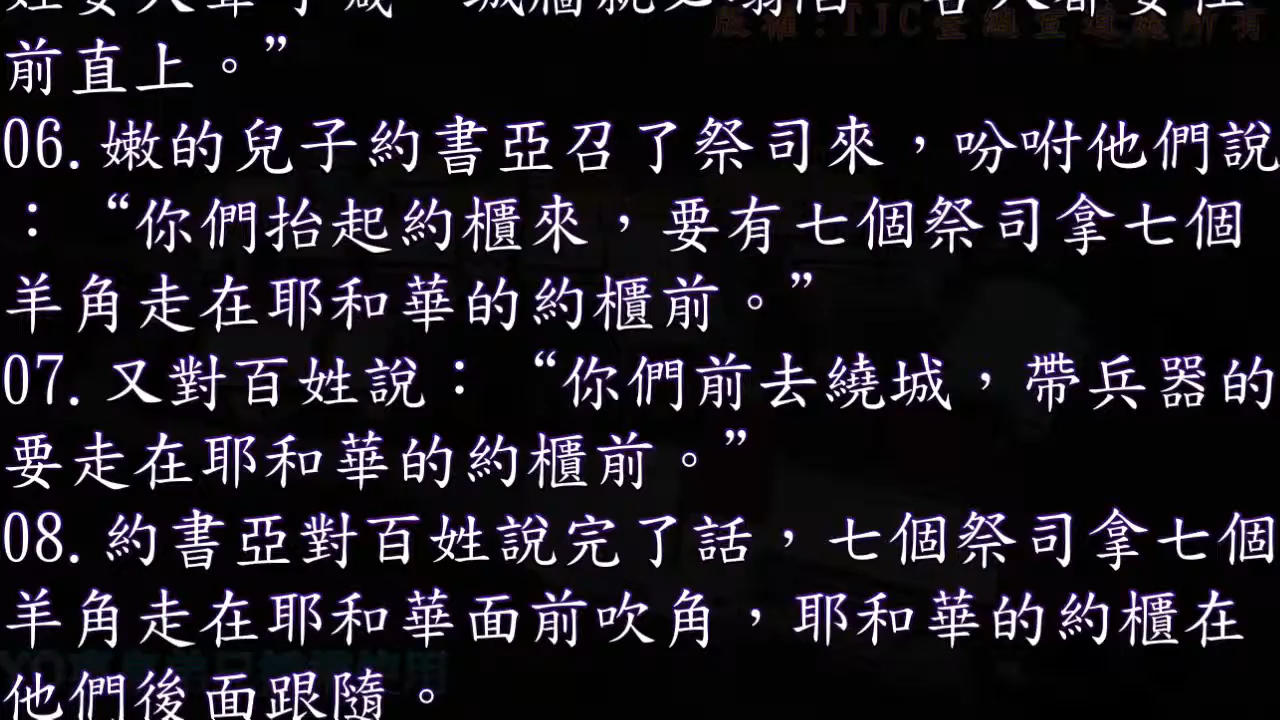 前直上。”
06. 嫩的兒子約書亞召了祭司來，吩咐他們說
：“你們抬起約櫃來，要有七個祭司拿七個
羊角走在耶和華的約櫃前。”
07. 又對百姓說：“你們前去繞城，帶兵器的
要走在耶和華的約櫃前。”
08. 約書亞對百姓說完了話，七個祭司拿七個
羊角走在耶和華面前吹角，耶和華的約櫃在
他們後面跟隨。